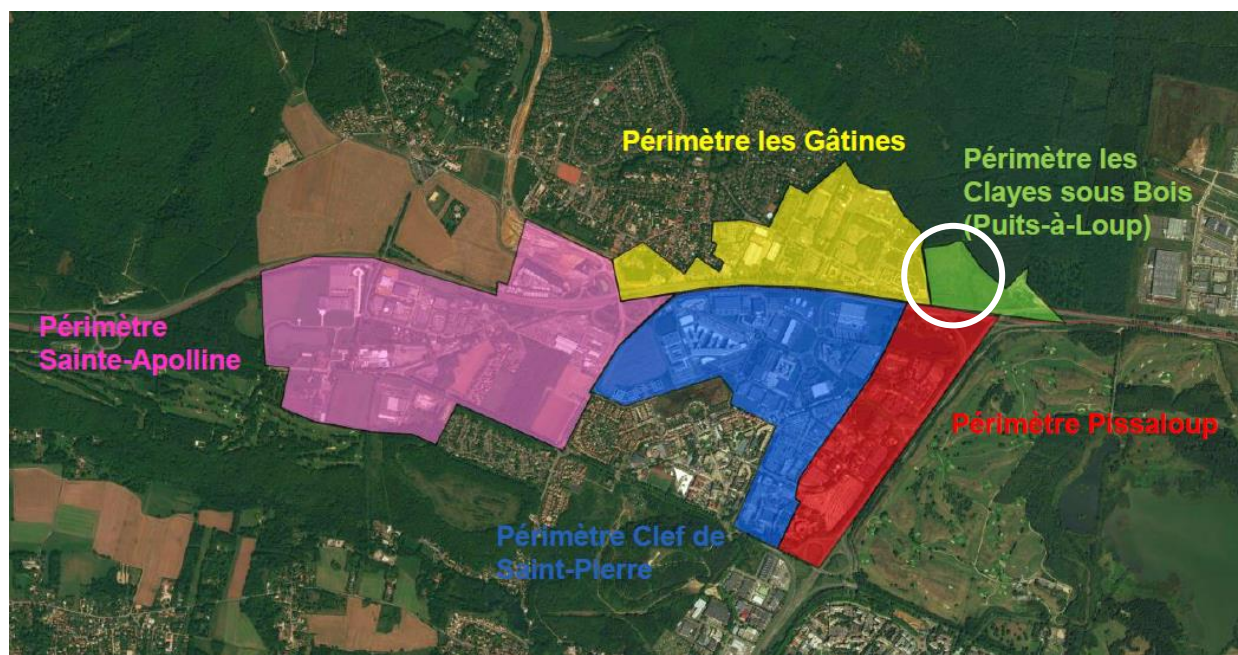 Périmètre les Gâtines
Périmètre les
Clayes sous Bois
(Puits-à-Loup)
Périmètre
Sainte-Apolline
Périmètre Pissaloup
Périmètre Clef de
Saint-Pierre